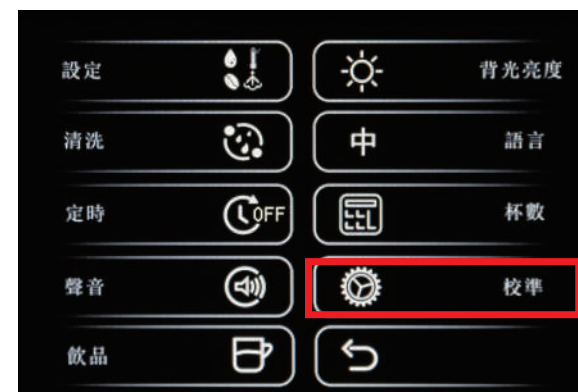 設定
背光亮度
清洗
中
語言
定時
OFF
杯數
聲音
校準
飲品